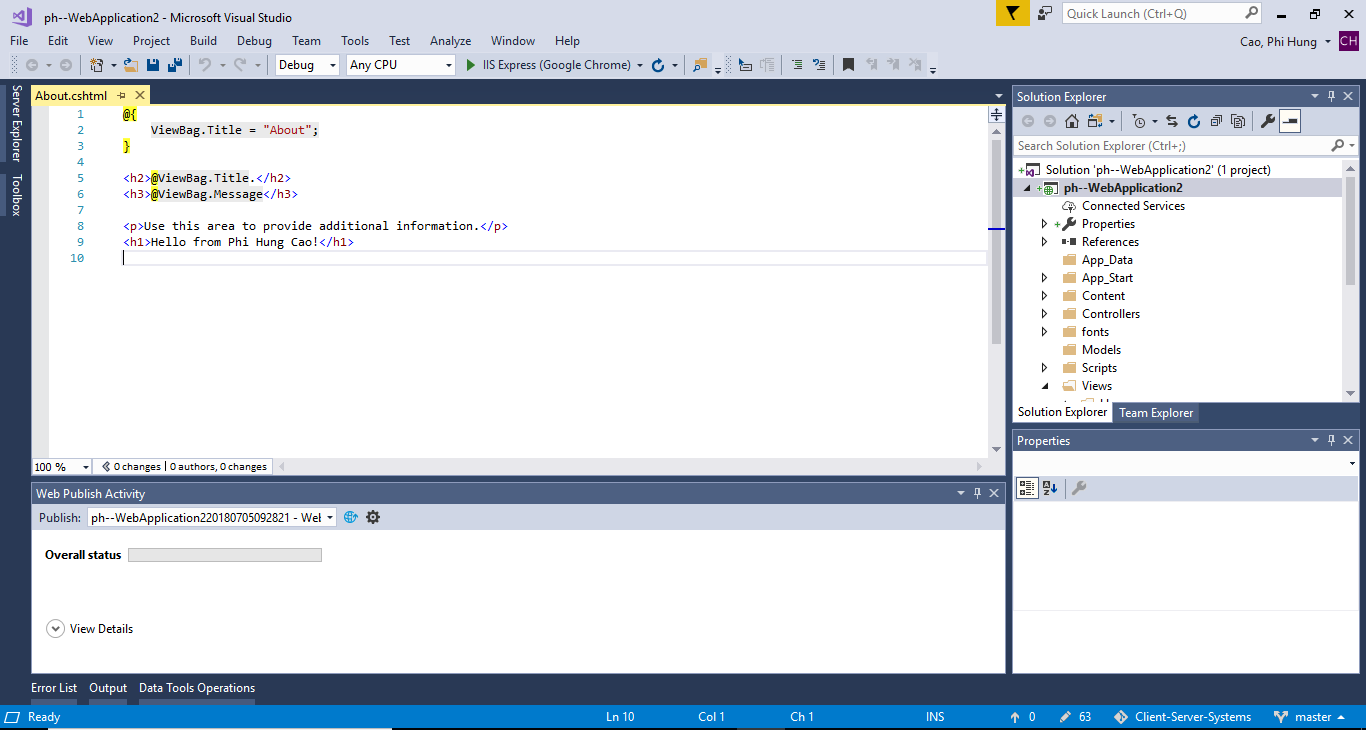 ph--WebApplication2 - Microsoft Visual Studio
Quick Launch (Ctrl+Q)
File Edit View Project Build Debug Team Tools Test Analyze Window Help
Cao, Phi Hung CH
Debug Any CPU IIS Express (Google Chrome)
Server Explorer
Toolbox
About.cshtml
1 @{
2 ViewBag.Title = "About";
3 }
4
5 <h2>@ViewBag.Title.</h2>
6 <h3>@ViewBag.Message</h3>
7
8 <p>Use this area to provide additional information.</p>
9 <h1>Hello from Phi Hung Cao!</h1>
10
100 % 0 changes | 0 authors, 0 changes
Solution Explorer
Search Solution Explorer (Ctrl+;)
Solution 'ph--WebApplication2' (1 project)
ph--WebApplication2
Connected Services
Properties
References
App_Data
App_Start
Content
Controllers
fonts
Models
Scripts
Views
Solution Explorer Team Explorer
Properties
Web Publish Activity
Publish: ph--WebApplication220180705092821 - Wel
Overall status
View Details
Error List Output Data Tools Operations
Ready Ln 10 Col 1 Ch 1 INS 0 63 Client-Server-Systems master